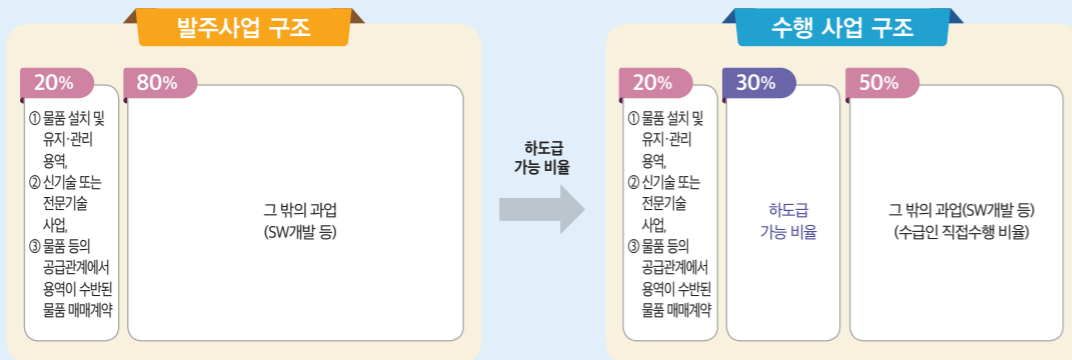 발주사업 구조
20%
① 물품 설치 및
유지·관리
용역,
② 신기술 또는
전문기술
사업,
③ 물품 등의
공급관계에서
용역이 수반된
물품 매매계약
80%
그 밖의 과업
(SW개발 등)
하도급
가능 비율
수행 사업 구조
20%
① 물품 설치 및
유지·관리
용역,
② 신기술 또는
전문기술
사업,
③ 물품 등의
공급관계에서
용역이 수반된
물품 매매계약
30%
하도급
가능 비율
50%
그 밖의 과업(SW개발 등)
(수급인 직접수행 비율)